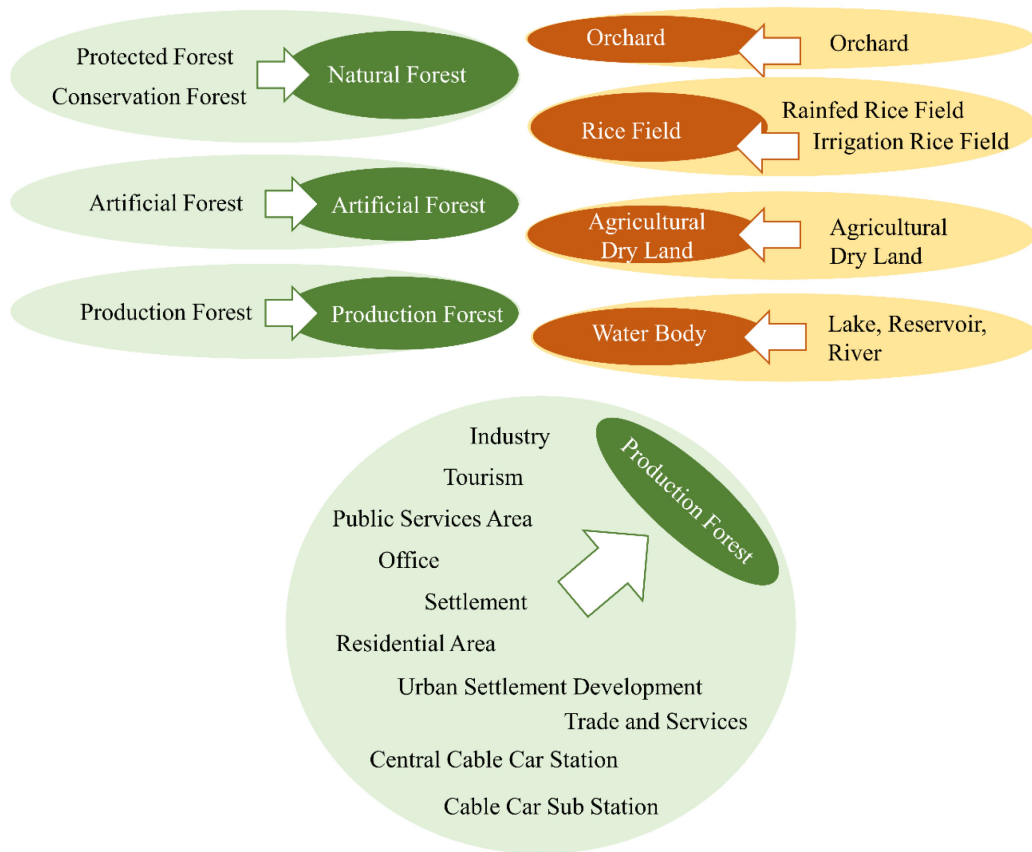 Protected Forest
Conservation Forest
Natural Forest
Artificial Forest
Artificial Forest
Production Forest
Production Forest
Orchard
Orchard
Rice Field
Rainfed Rice Field
Irrigation Rice Field
Agricultural
Dry Land
Agricultural
Dry Land
Water Body
Lake, Reservoir,
River
Industry
Tourism
Public Services Area
Office
Settlement
Residential Area
Urban Settlement Development
Trade and Services
Central Cable Car Station
Cable Car Sub Station
Production Forest